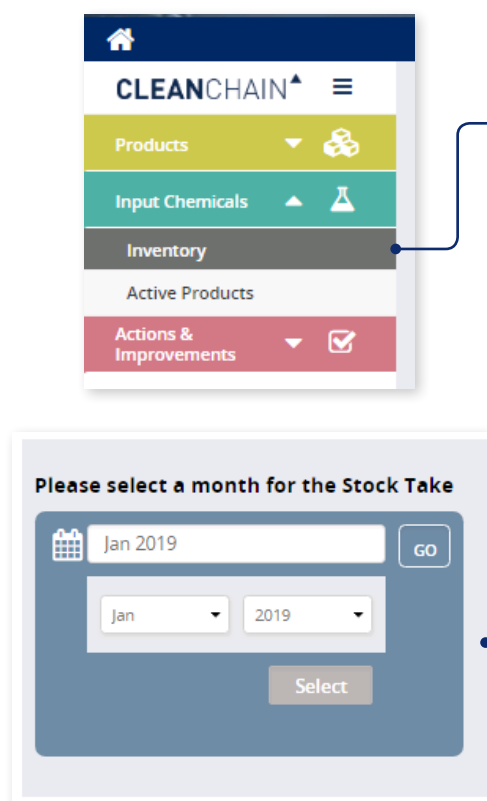 CLEANCHAIN
Products
Input Chemicals
Inventory
Active Products
Actions &
Improvements
Please select a month for the Stock Take
Jan 2019
GO
Jan
2019
Select